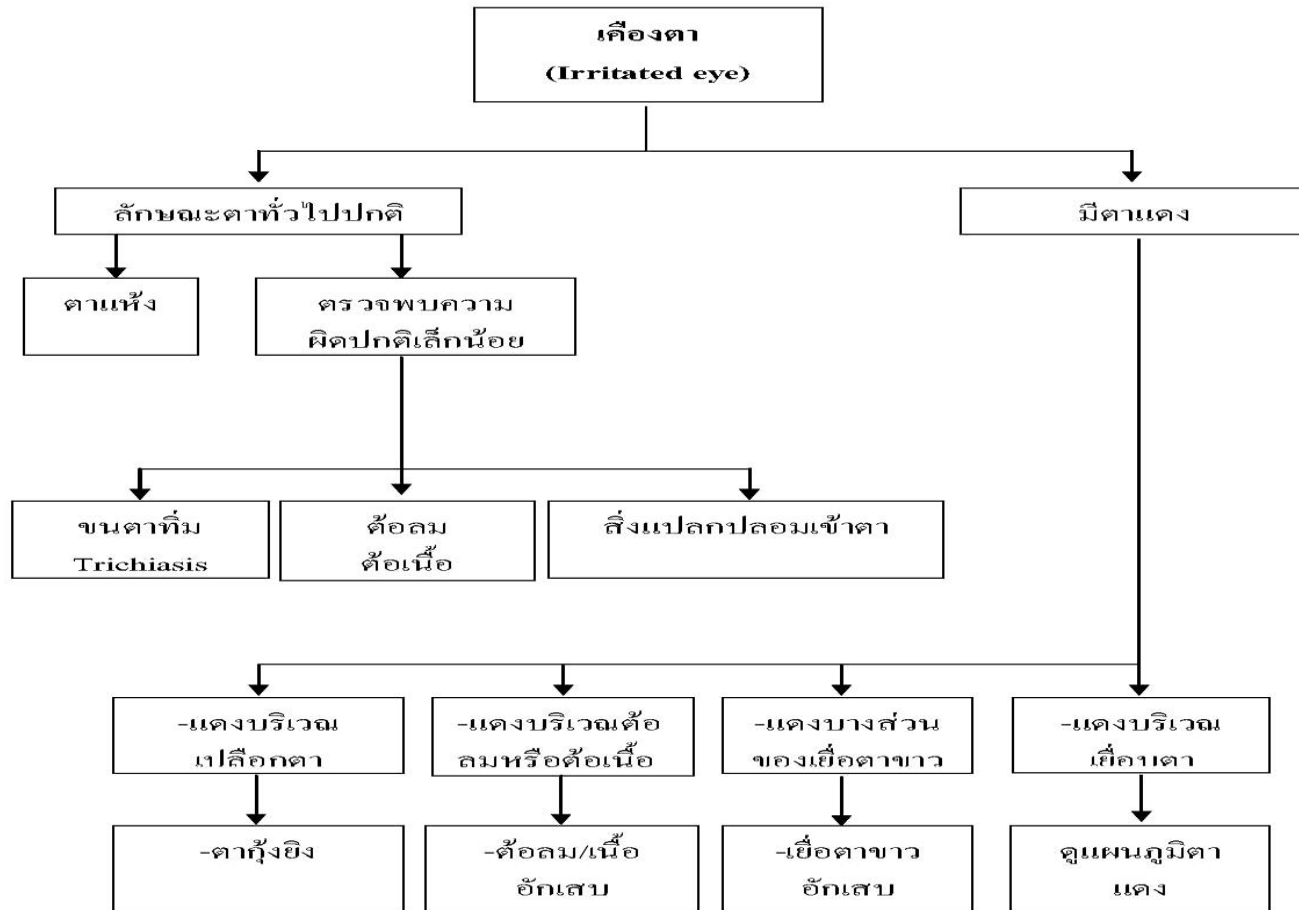 เคืองตา
(Irritated eye)
ลักษณะตาทั่วไปปกติ
มีตาแดง
ตาแห้ง
ตรวจพบความ
ผิดปกติเล็กน้อย
ขนตาทิ่ม
Trichiasis
ต้อลม
ต้อเนื้อ
สิ่งแปลกปลอมเข้าตา
-แดงบริเวณ
เปลือกตา
-แดงบริเวณต้อ
ลมหรือต้อเนื้อ
-แดงบางส่วน
ของเยื่อตาขาว
-แดงบริเวณ
เยื่อบุตา
-ตากุ้งยิง
-ต้อลม/เนื้อ
อักเสบ
-เยื่อตาขาว
อักเสบ
ดูแผนภูมิตา
แดง